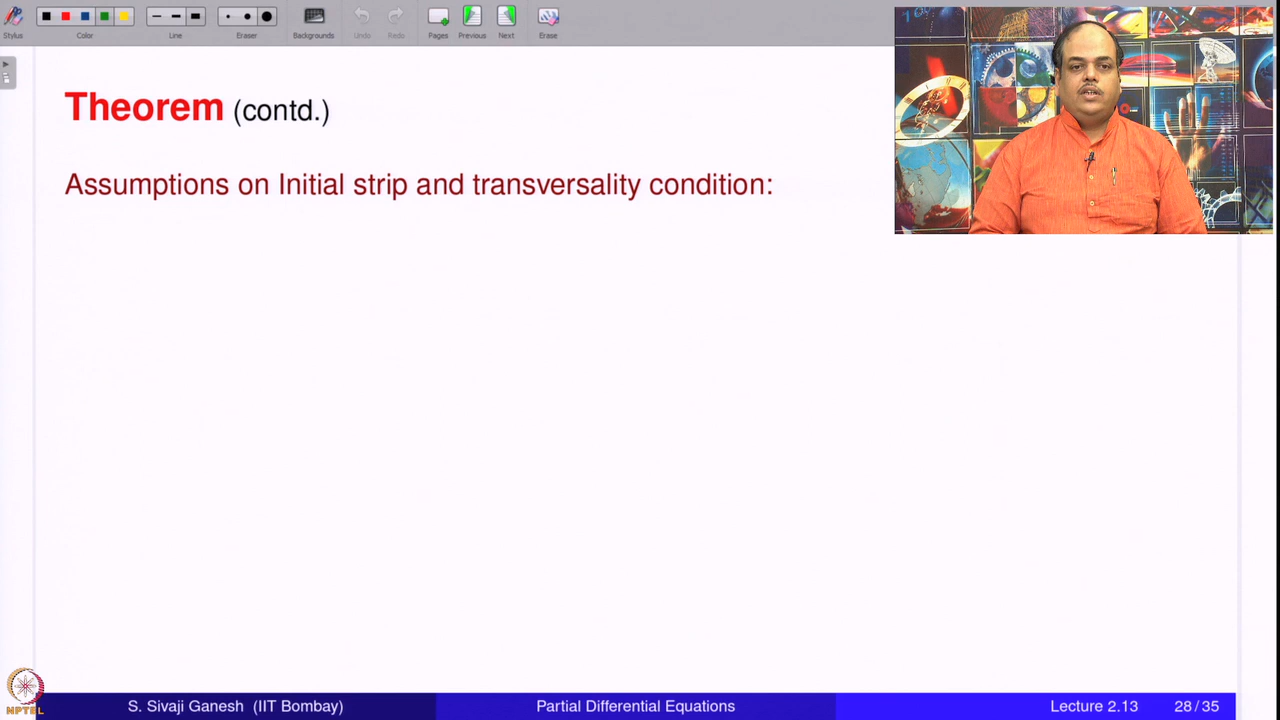 Stylus
Color
Line
Eraser
Backgrounds
Undo
Redo
Pages
Previous
Next
Erase
Theorem (contd.)
Assumptions on Initial strip and transversality condition:
NPTEL
S. Sivaji Ganesh (IIT Bombay)
Partial Differential Equations
Lecture 2.13
28 / 35